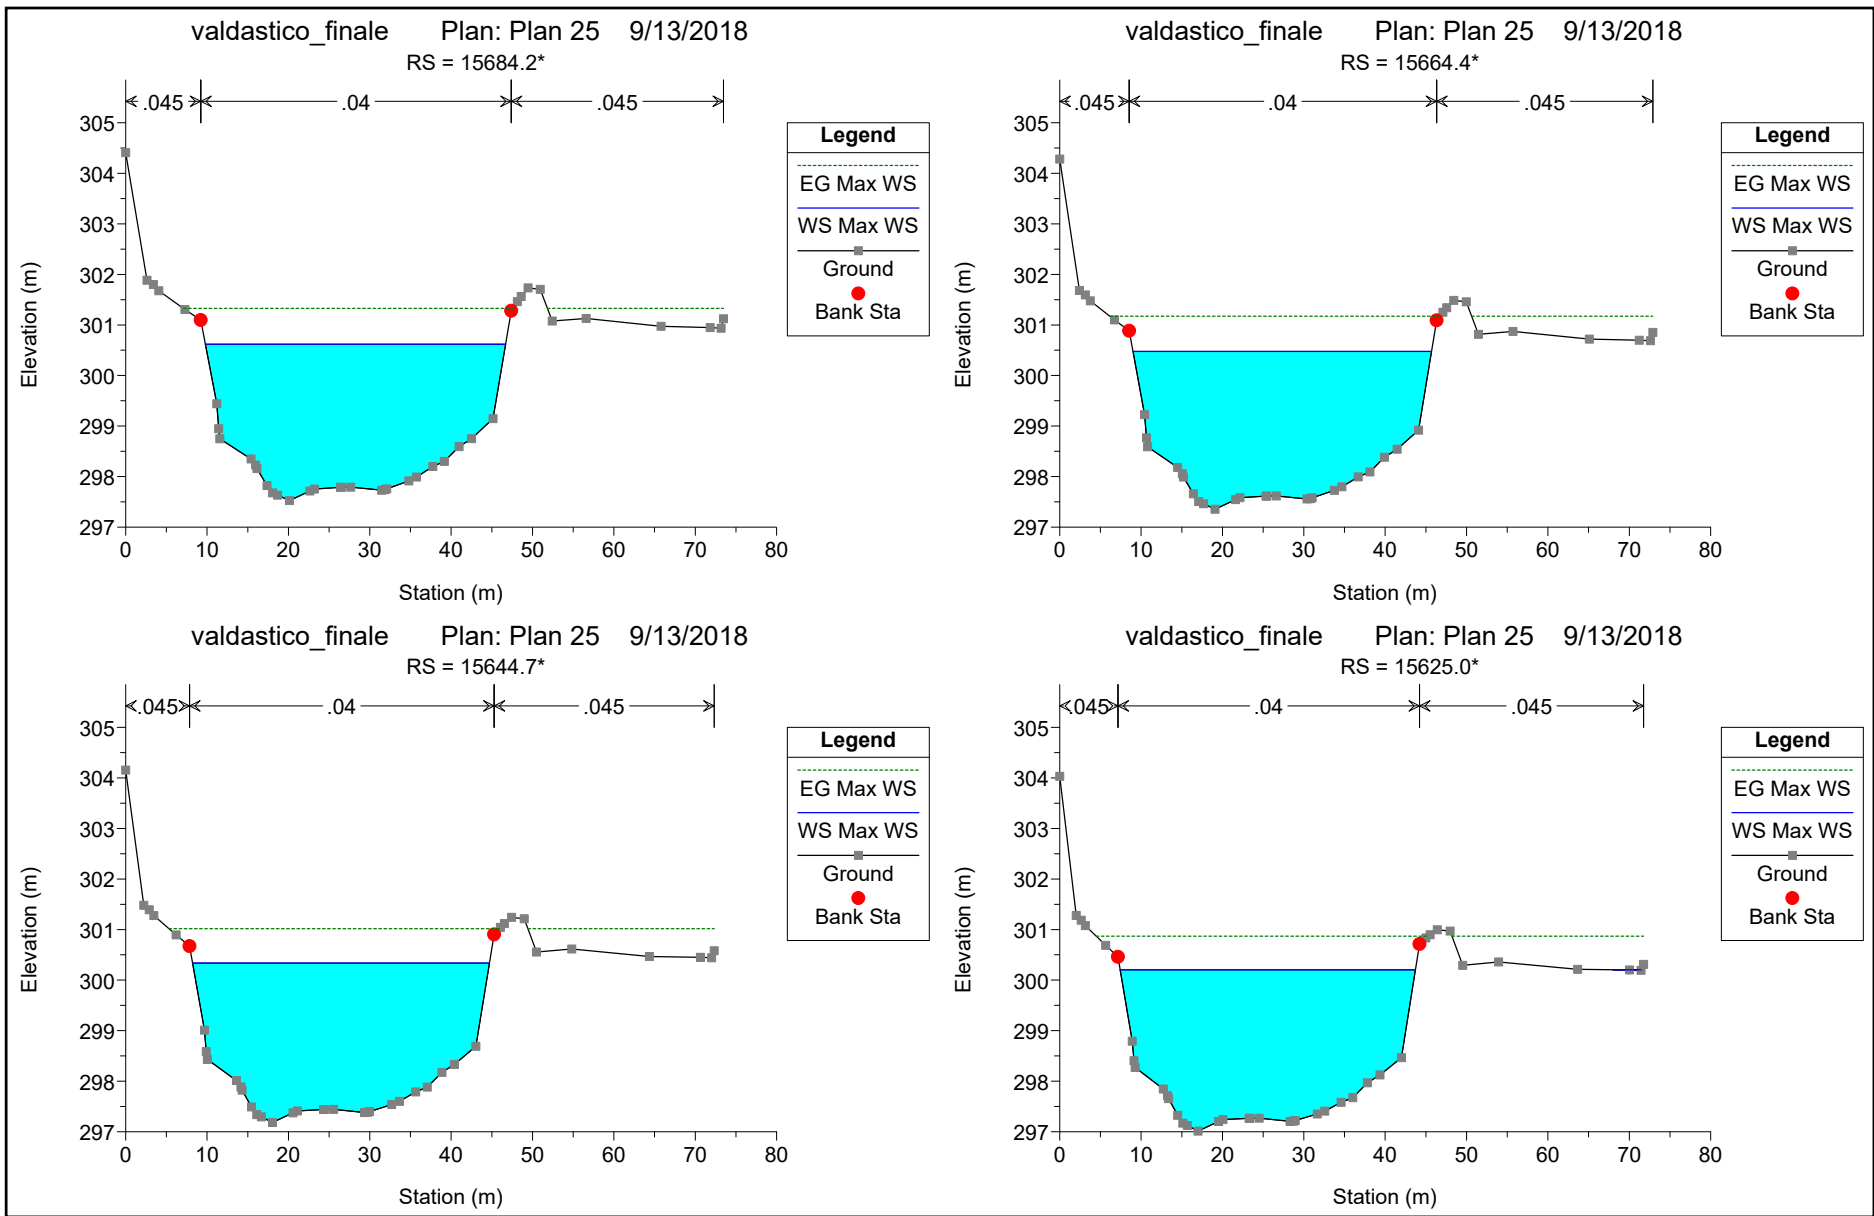 valdastico_finale Plan: Plan 25 9/13/2018
RS = 15684.2*
.045 .04 .045
305
304
303
302
301
300
299
298
297
0 10 20 30 40 50 60 70 80
Station (m)
Elevation (m)
Legend
EG Max WS
WS Max WS
Ground
Bank Sta
valdastico_finale Plan: Plan 25 9/13/2018
RS = 15664.4*
.045 .04 .045
305
304
303
302
301
300
299
298
297
0 10 20 30 40 50 60 70 80
Station (m)
Elevation (m)
Legend
EG Max WS
WS Max WS
Ground
Bank Sta
valdastico_finale Plan: Plan 25 9/13/2018
RS = 15644.7*
.045 .04 .045
305
304
303
302
301
300
299
298
297
0 10 20 30 40 50 60 70 80
Station (m)
Elevation (m)
Legend
EG Max WS
WS Max WS
Ground
Bank Sta
valdastico_finale Plan: Plan 25 9/13/2018
RS = 15625.0*
.045 .04 .045
305
304
303
302
301
300
299
298
297
0 10 20 30 40 50 60 70 80
Station (m)
Elevation (m)
Legend
EG Max WS
WS Max WS
Ground
Bank Sta